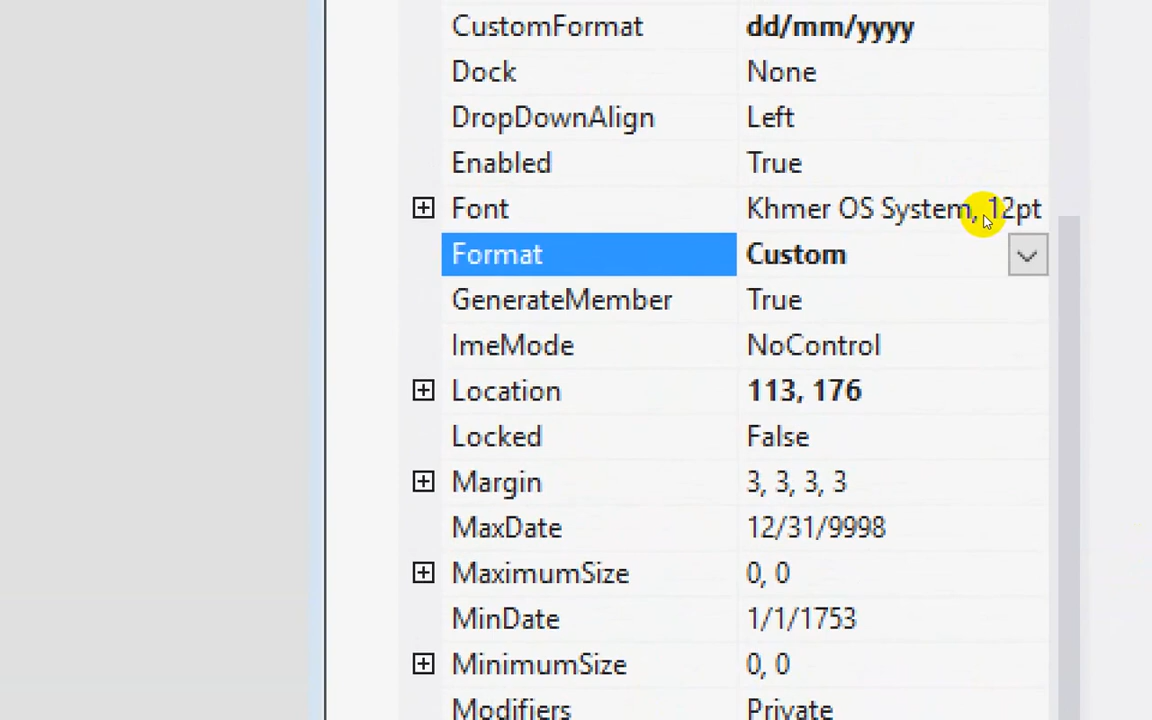 CustomFormat dd/mm/yyyy
Dock None
DropDownAlign Left
Enabled True
Font Khmer OS System, 12pt
Format Custom
GenerateMember True
ImeMode NoControl
Location 113, 176
Locked False
Margin 3, 3, 3, 3
MaxDate 12/31/9998
MaximumSize 0, 0
MinDate 1/1/1753
MinimumSize 0, 0
Modifiers Private